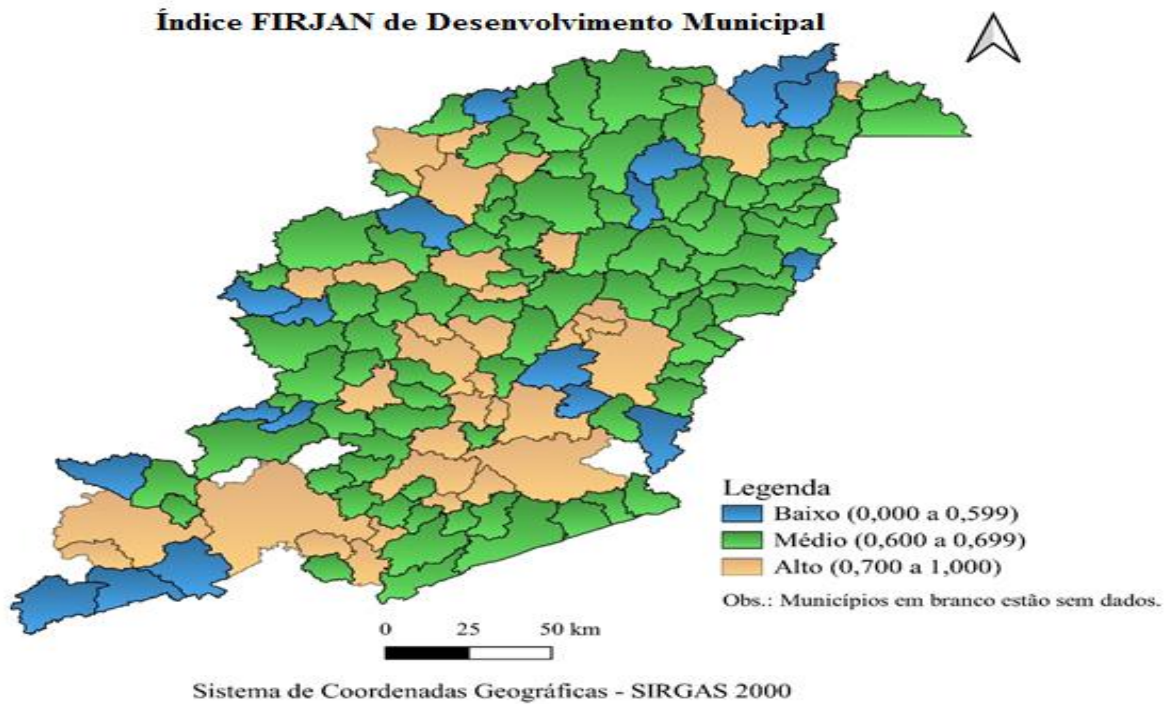 Índice FIRJAN de Desenvolvimento Municipal
Legenda
Baixo (0,000 a 0,599)
Médio (0,600 a 0,699)
Alto (0,700 a 1,000)
Obs.: Municípios em branco estão sem dados.
0 25 50 km
Sistema de Coordenadas Geográficas - SIRGAS 2000